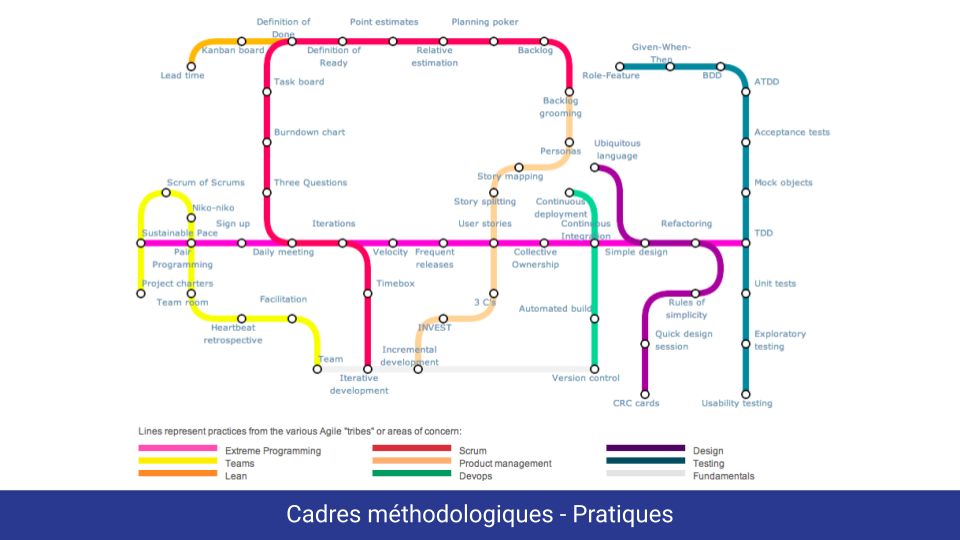 Definition of
Done
Point estimates
Planning poker
Kanban board
Definition of
Ready
Relative
estimation
Backlog
Given-When-
Then
Lead time
Role-Feature
BDD
Task board
ATDD
Backlog
grooming
Burndown chart
Acceptance tests
Personas
Ubiquitous
language
Story mapping
Scrum of Scrums
Three Questions
Mock objects
Niko-niko
Story splitting
Continuous
deployment
Sign up
Iterations
User stories
Continuous
Integration
Refactoring
Sustainable Pace
TDD
Pair
Programming
Daily meeting
Velocity
Frequent
releases
Collective
Ownership
Simple design
Project charters
Timebox
Unit tests
Team room
Facilitation
3 C's
Automated build
Rules of
simplicity
Heartbeat
retrospective
INVEST
Quick design
session
Exploratory
testing
Team
Incremental
development
Iterative
development
Version control
CRC cards
Usability testing
Lines represent practices from the various Agile "tribes" or areas of concern:
Extreme Programming
Scrum
Design
Teams
Product management
Testing
Lean
Devops
Fundamentals
Cadres méthodologiques - Pratiques